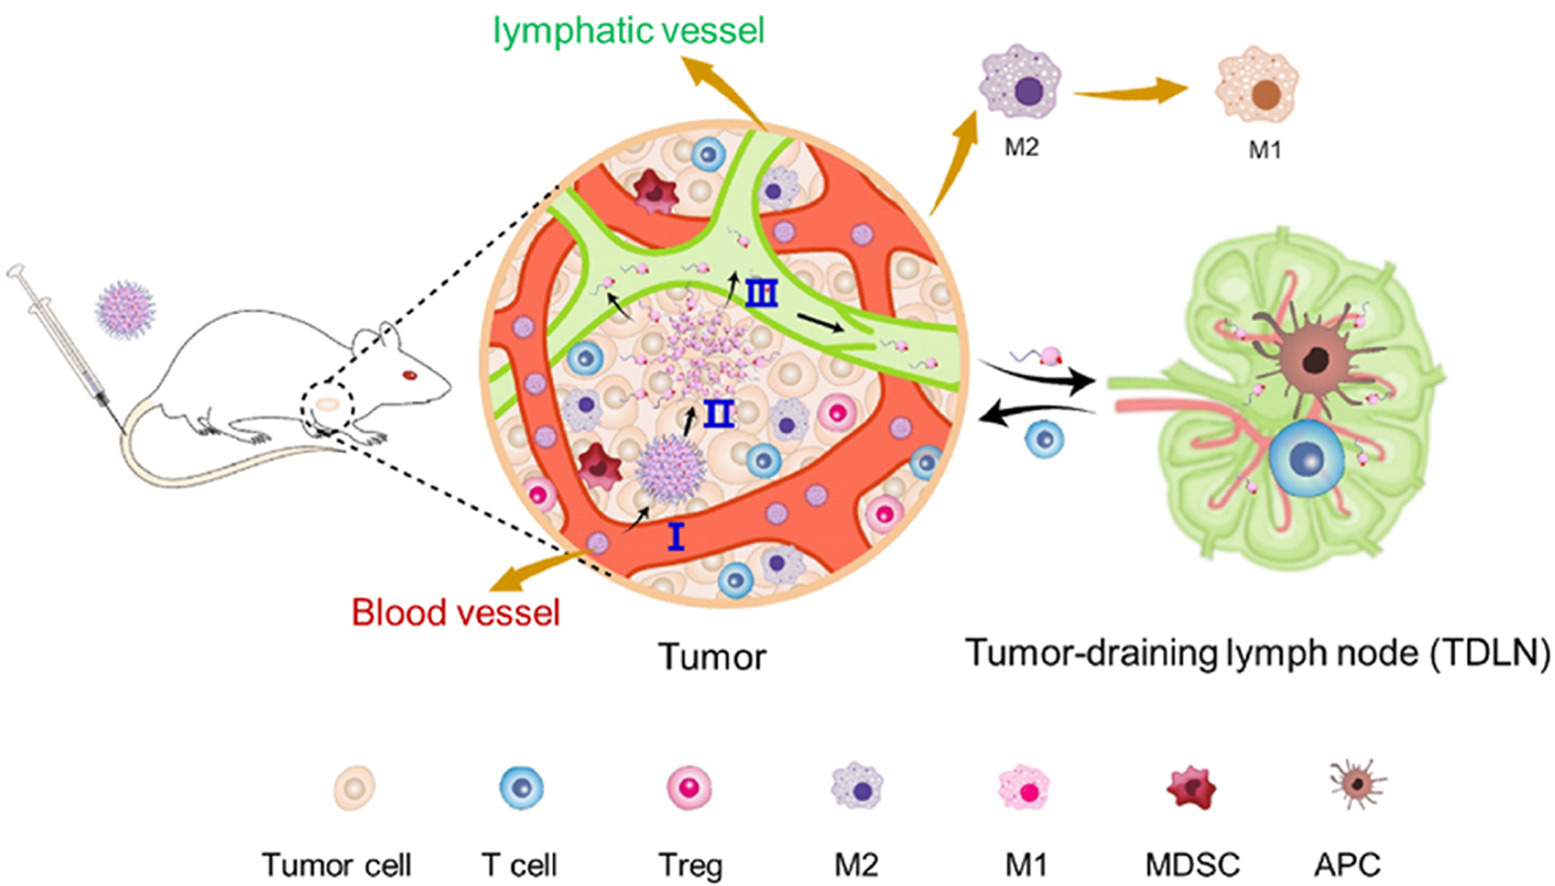 lymphatic vessel
M2
M1
III
II
I
Blood vessel
Tumor
Tumor-draining lymph node (TDLN)
Tumor cell
T cell
Treg
M2
M1
MDSC
APC